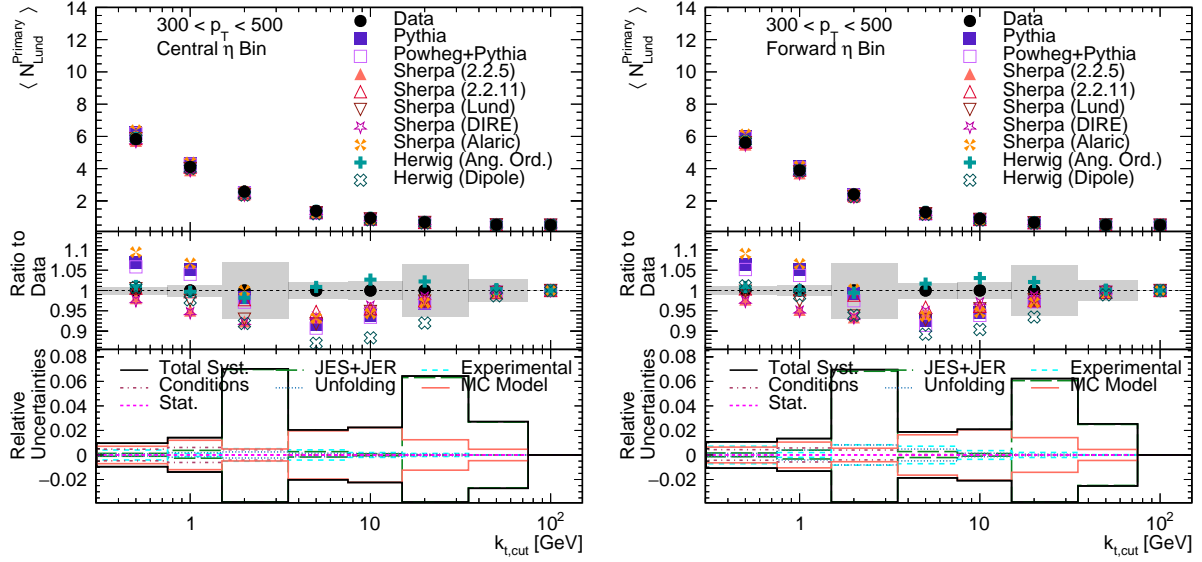 ⟨ N_Lund^Primary ⟩
14
12
10
8
6
4
2
300 < p_T < 500
Central η Bin
Data
Pythia
Powheg+Pythia
Sherpa (2.2.5)
Sherpa (2.2.11)
Sherpa (Lund)
Sherpa (DIRE)
Sherpa (Alaric)
Herwig (Ang. Ord.)
Herwig (Dipole)
Ratio to
Data
1.1
1.05
1
0.95
0.9
Relative
Uncertainties
0.08
0.06
0.04
0.02
0
−0.02
Total Syst.
JES+JER
Experimental
Conditions
Unfolding
MC Model
Stat.
1
10
10^2
k_t,cut [GeV]
⟨ N_Lund^Primary ⟩
14
12
10
8
6
4
2
300 < p_T < 500
Forward η Bin
Data
Pythia
Powheg+Pythia
Sherpa (2.2.5)
Sherpa (2.2.11)
Sherpa (Lund)
Sherpa (DIRE)
Sherpa (Alaric)
Herwig (Ang. Ord.)
Herwig (Dipole)
Ratio to
Data
1.1
1.05
1
0.95
0.9
Relative
Uncertainties
0.08
0.06
0.04
0.02
0
−0.02
Total Syst.
JES+JER
Experimental
Conditions
Unfolding
MC Model
Stat.
1
10
10^2
k_t,cut [GeV]